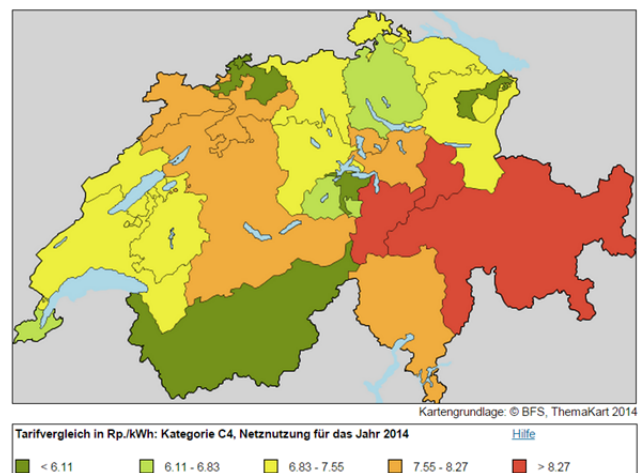 Kartengrundlage: © BFS, ThemaKart 2014
Tarifvergleich in Rp./kWh: Kategorie C4, Netznutzung für das Jahr 2014 Hilfe
< 6.11 6.11 - 6.83 6.83 - 7.55 7.55 - 8.27 > 8.27